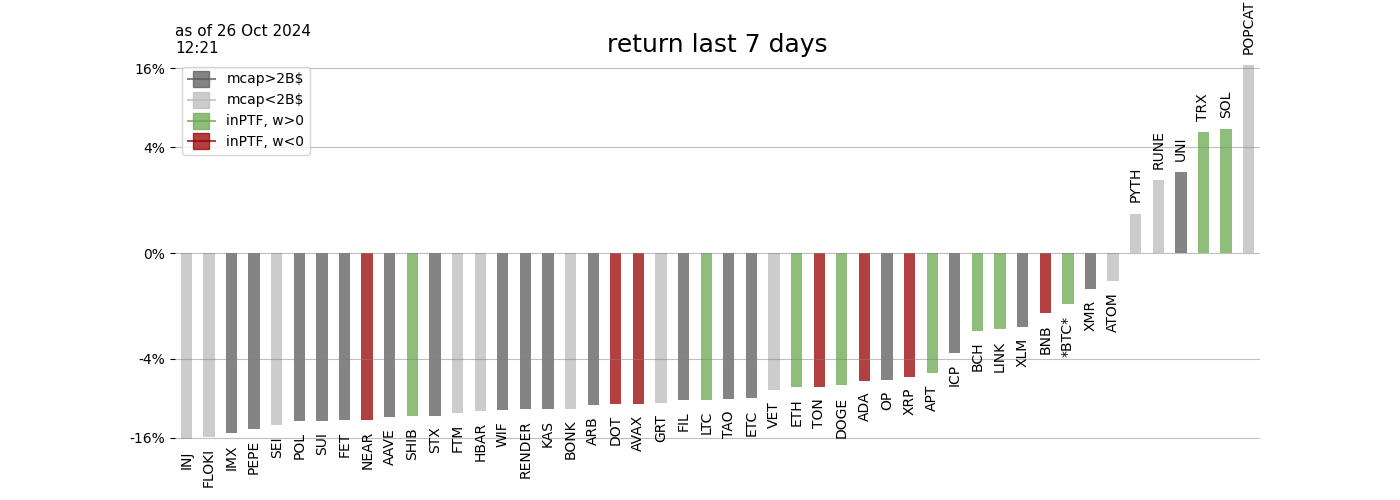 as of 26 Oct 2024
12:21
return last 7 days
mcap>2B$
mcap<2B$
inPTF, w>0
inPTF, w<0
16%
4%
0%
-4%
-16%
INJ
FLOKI
IMX
PEPE
SEI
POL
SUI
FET
NEAR
AAVE
SHIB
STX
FTM
HBAR
WIF
RENDER
KAS
BONK
ARB
DOT
AVAX
GRT
FIL
LTC
TAO
ETC
VET
ETH
TON
DOGE
ADA
OP
XRP
APT
ICP
BCH
LINK
XLM
BNB
*BTC*
XMR
ATOM
PYTH
RUNE
UNI
TRX
SOL
POPCAT